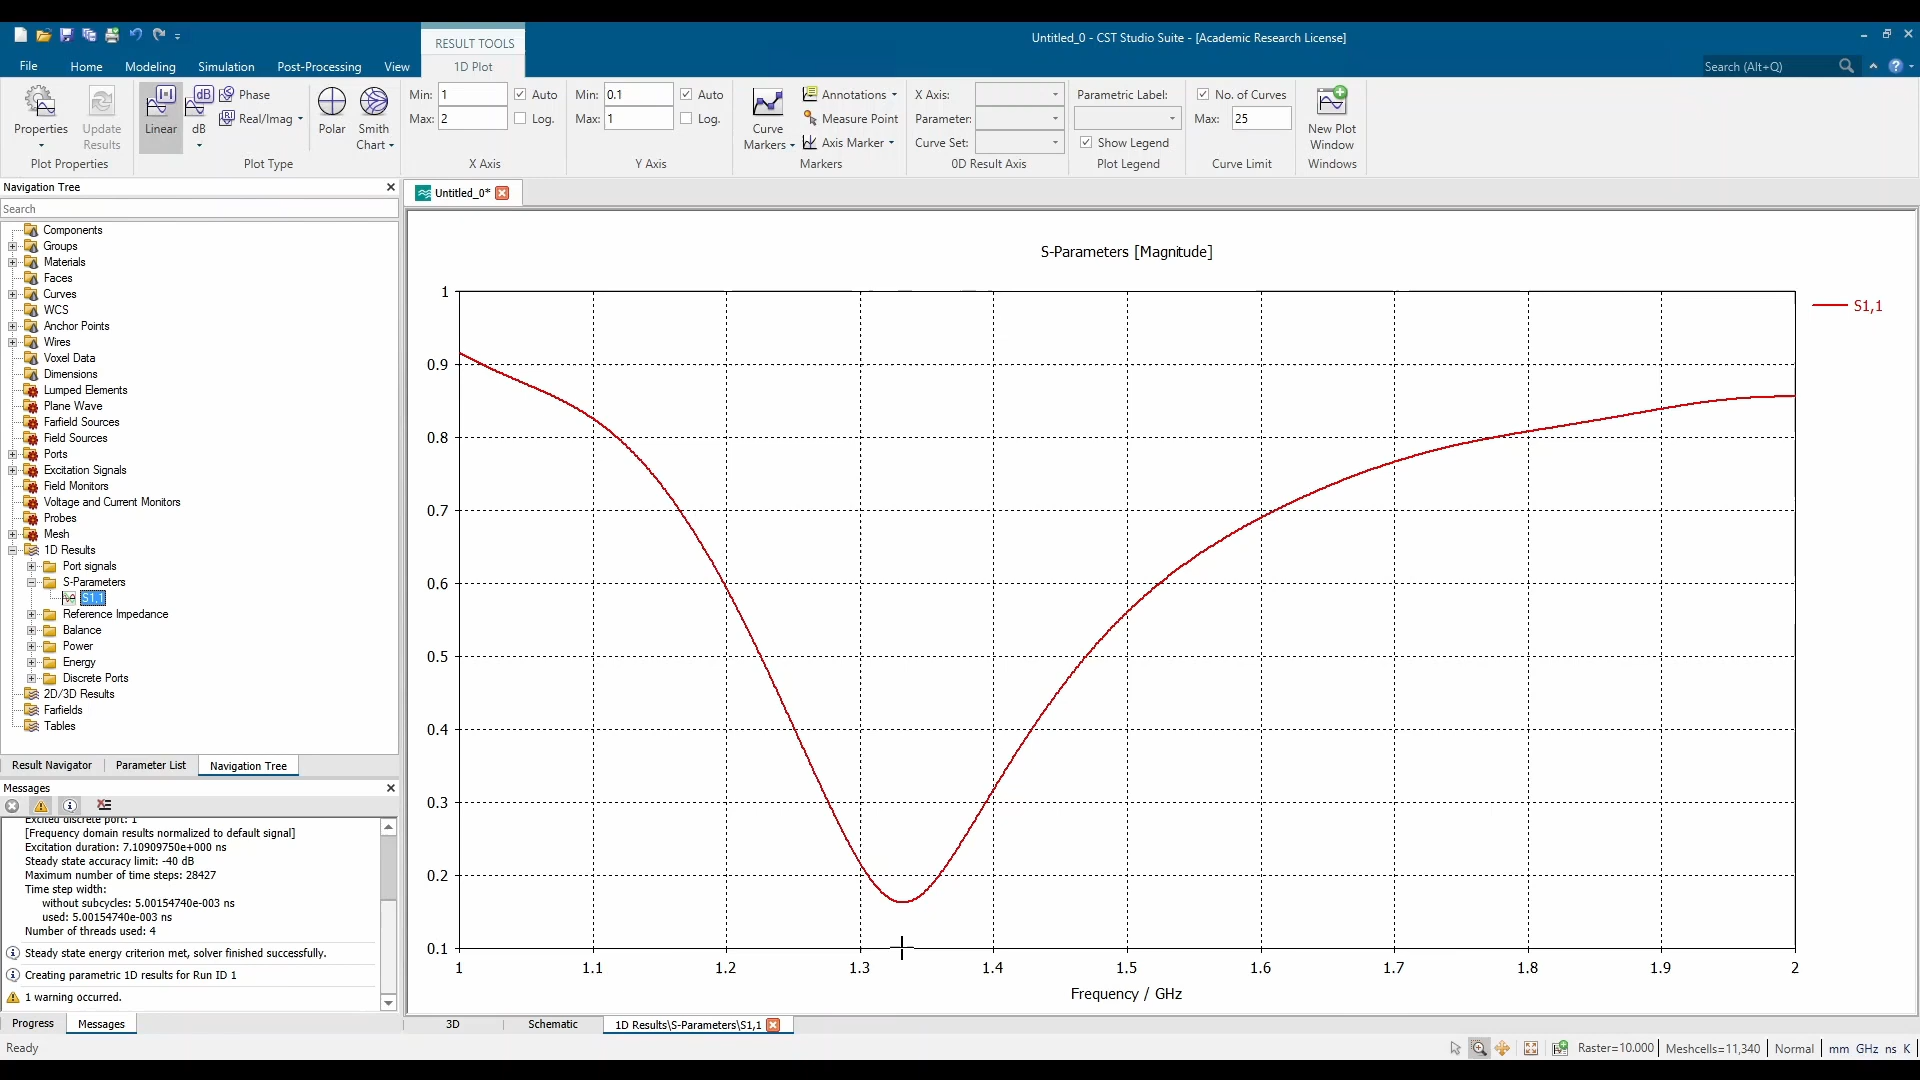 RESULT TOOLS
Untitled_0 - CST Studio Suite - [Academic Research License]
File Home Modeling Simulation Post-Processing View 1D Plot
Search (Alt+Q)
Properties
Update Results
Linear
dB
Phase
Real/Imag
Polar
Smith Chart
Plot Properties
Plot Type
Min: 1 Auto
Max: 2 Log.
X Axis
Min: 0.1 Auto
Max: 1 Log.
Y Axis
Curve Markers
Annotations
Measure Point
Axis Marker
Markers
X Axis:
Parameter:
Curve Set:
0D Result Axis
Parametric Label:
Show Legend
Plot Legend
No. of Curves
Max: 25
Curve Limit
New Plot Window
Windows
Navigation Tree
Search
Components
Groups
Materials
Faces
Curves
WCS
Anchor Points
Wires
Voxel Data
Dimensions
Lumped Elements
Plane Wave
Farfield Sources
Field Sources
Ports
Excitation Signals
Field Monitors
Voltage and Current Monitors
Probes
Mesh
1D Results
Port signals
S-Parameters
S1,1
Reference Impedance
Balance
Power
Energy
Discrete Ports
2D/3D Results
Farfields
Tables
Result Navigator Parameter List Navigation Tree
Messages
Excited discrete port: 1
[Frequency domain results normalized to default signal]
Excitation duration: 7.10909750e+000 ns
Steady state accuracy limit: -40 dB
Maximum number of time steps: 28427
Time step width:
without subcycles: 5.00154740e-003 ns
used: 5.00154740e-003 ns
Number of threads used: 4
Steady state energy criterion met, solver finished successfully.
Creating parametric 1D results for Run ID 1
1 warning occurred.
Progress Messages
Untitled_0*
S-Parameters [Magnitude]
S1,1
1
0.9
0.8
0.7
0.6
0.5
0.4
0.3
0.2
0.1
1 1.1 1.2 1.3 1.4 1.5 1.6 1.7 1.8 1.9 2
Frequency / GHz
3D Schematic 1D Results\S-Parameters\S1,1
Ready
Raster=10.000 Meshcells=11,340 Normal mm GHz ns K